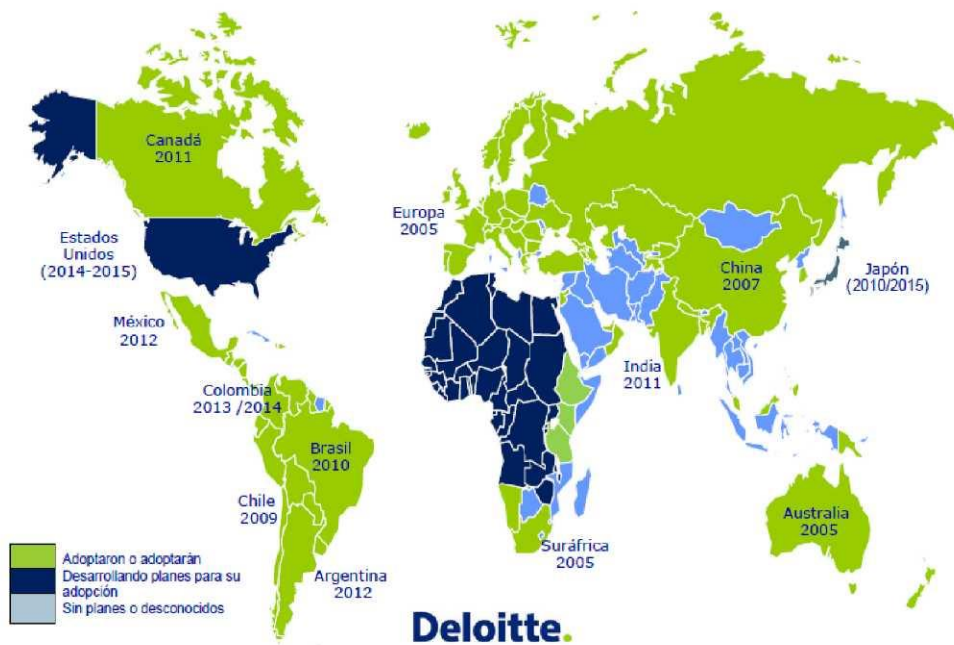 Canadá
2011
Estados
Unidos
(2014-2015)
México
2012
Colombia
2013 /2014
Brasil
2010
Chile
2009
Argentina
2012
Europa
2005
China
2007
Japón
(2010/2015)
India
2011
Suráfrica
2005
Australia
2005
Adoptaron o adoptarán
Desarrollando planes para su
adopción
Sin planes o desconocidos
Deloitte.